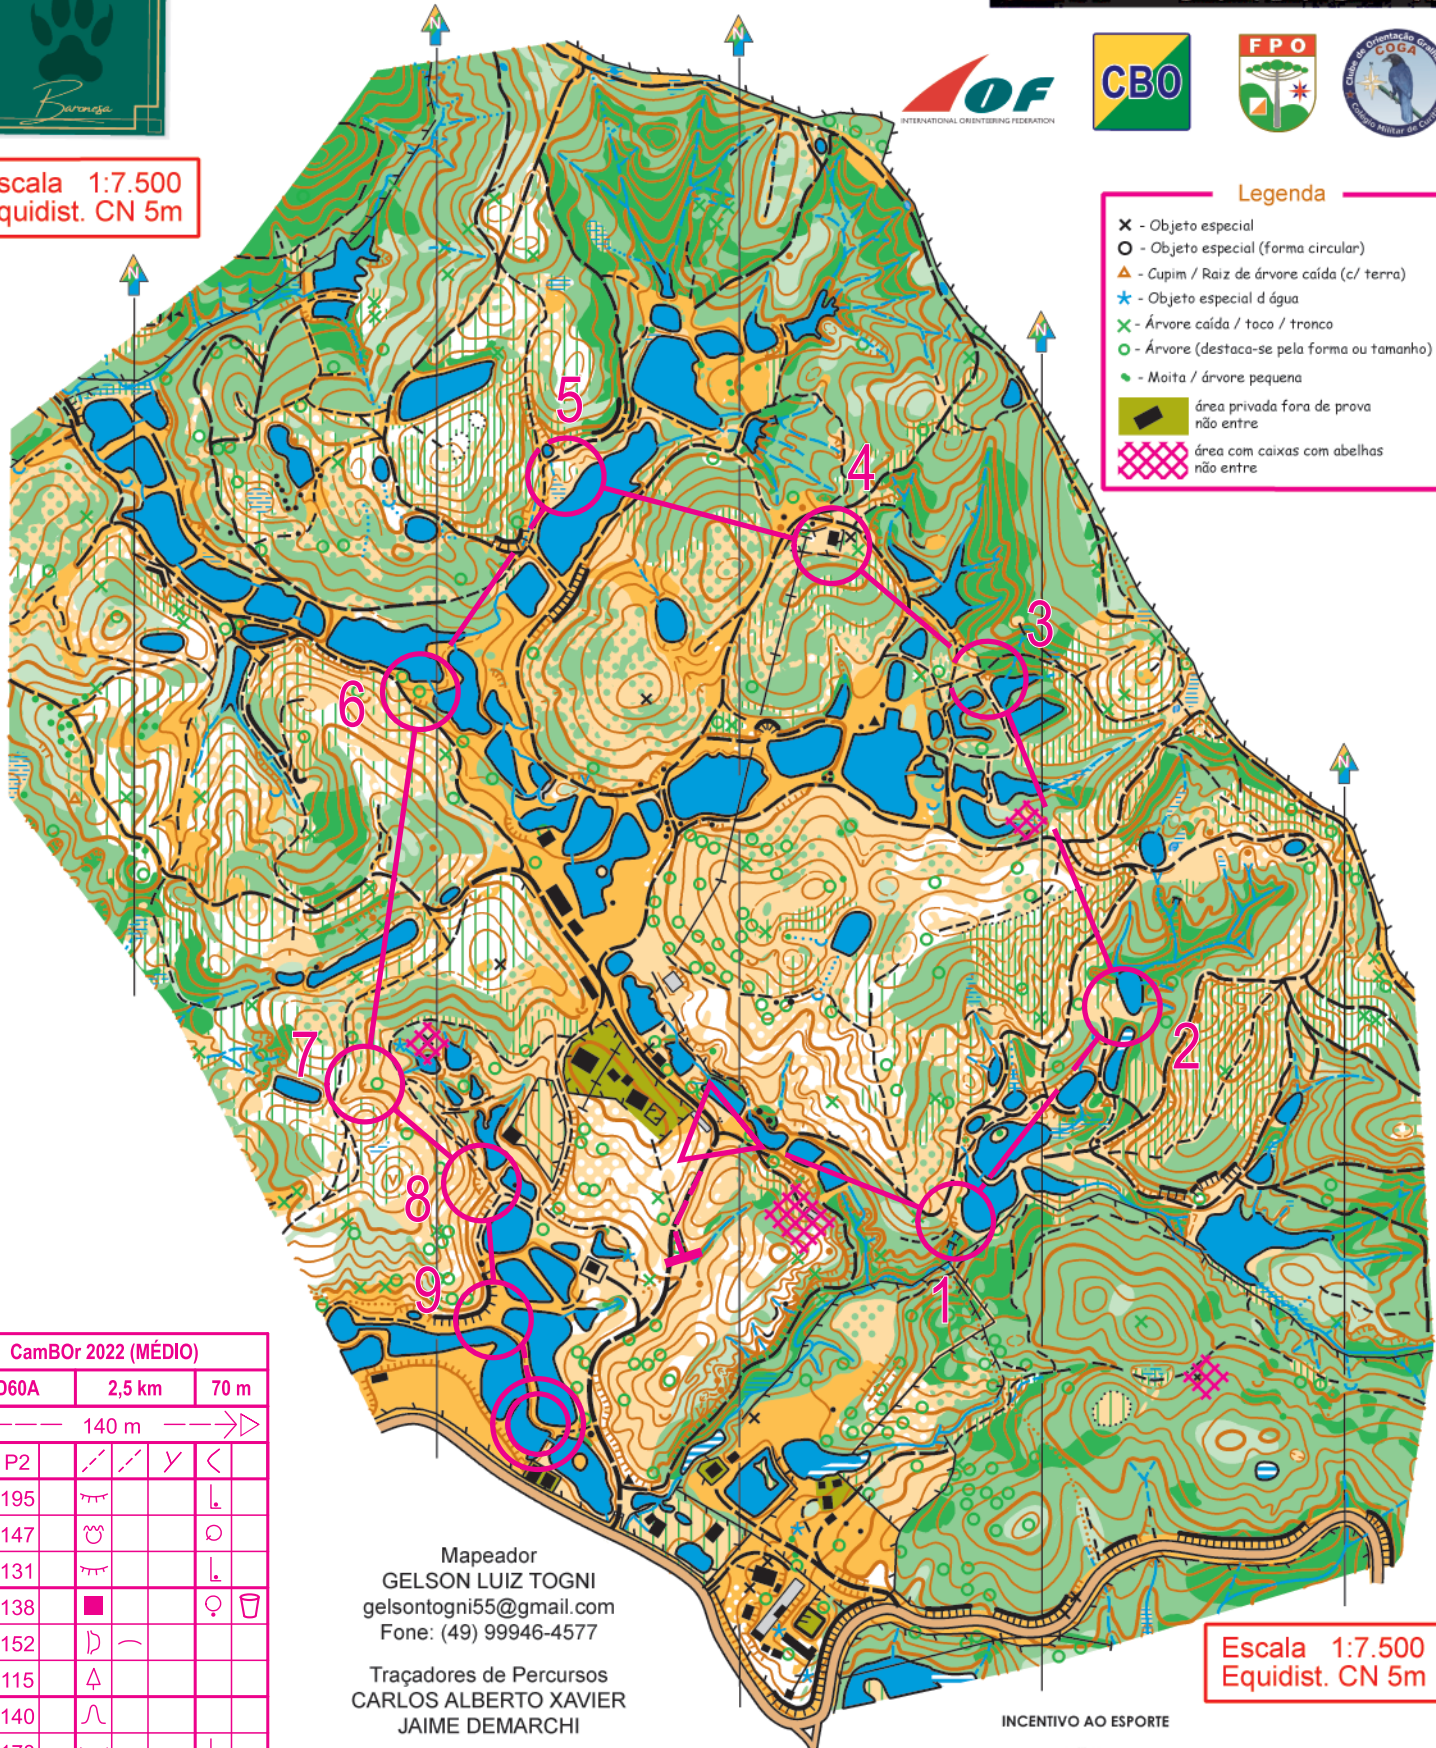 Baronesa
scala 1:7.500
quidist. CN 5m
N
N
N
N
N
IOF
INTERNATIONAL ORIENTEERING FEDERATION
CBO
FPO
COGA
Legenda
- Objeto especial
- Objeto especial (forma circular)
- Cupim / Raiz de árvore caída (c/ terra)
- Objeto especial d água
- Árvore caída / toco / tronco
- Árvore (destaca-se pela forma ou tamanho)
- Moita / árvore pequena
área privada fora de prova
não entre
área com caixas com abelhas
não entre
5
4
3
6
7
2
8
9
1
CamBOr 2022 (MÉDIO)
D60A 2,5 km 70 m
140 m
P2
195
147
131
138
152
115
140
Mapeador
GELSON LUIZ TOGNI
gelsontogni55@gmail.com
Fone: (49) 99946-4577
Traçadores de Percursos
CARLOS ALBERTO XAVIER
JAIME DEMARCHI
Escala 1:7.500
Equidist. CN 5m
INCENTIVO AO ESPORTE